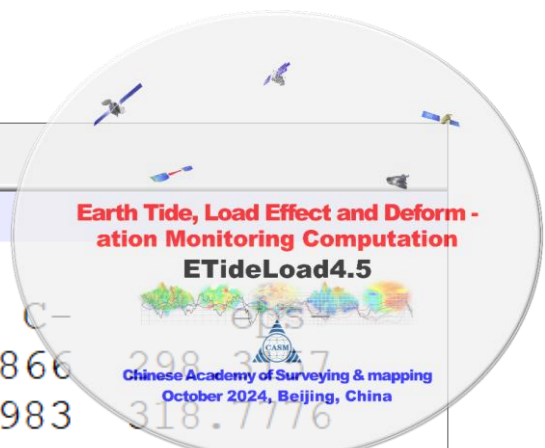 Earth Tide, Load Effect and Deform -
ation Monitoring Computation
ETideLoad4.5
C- eps-
866
CASM
Chinese Academy of Surveying & mapping
October 2024, Beijing, China
983 318.7776